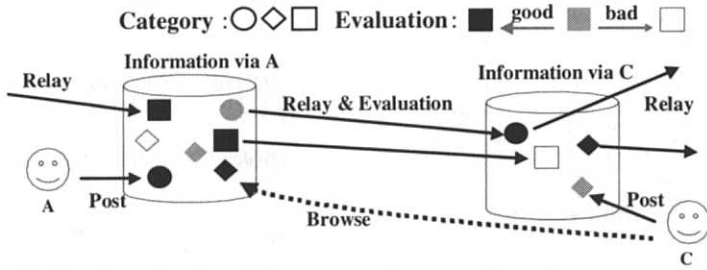 Category : Evaluation : good bad
Information via A
Information via C
Relay
Relay & Evaluation
Relay
A
Post
Browse
Post
C